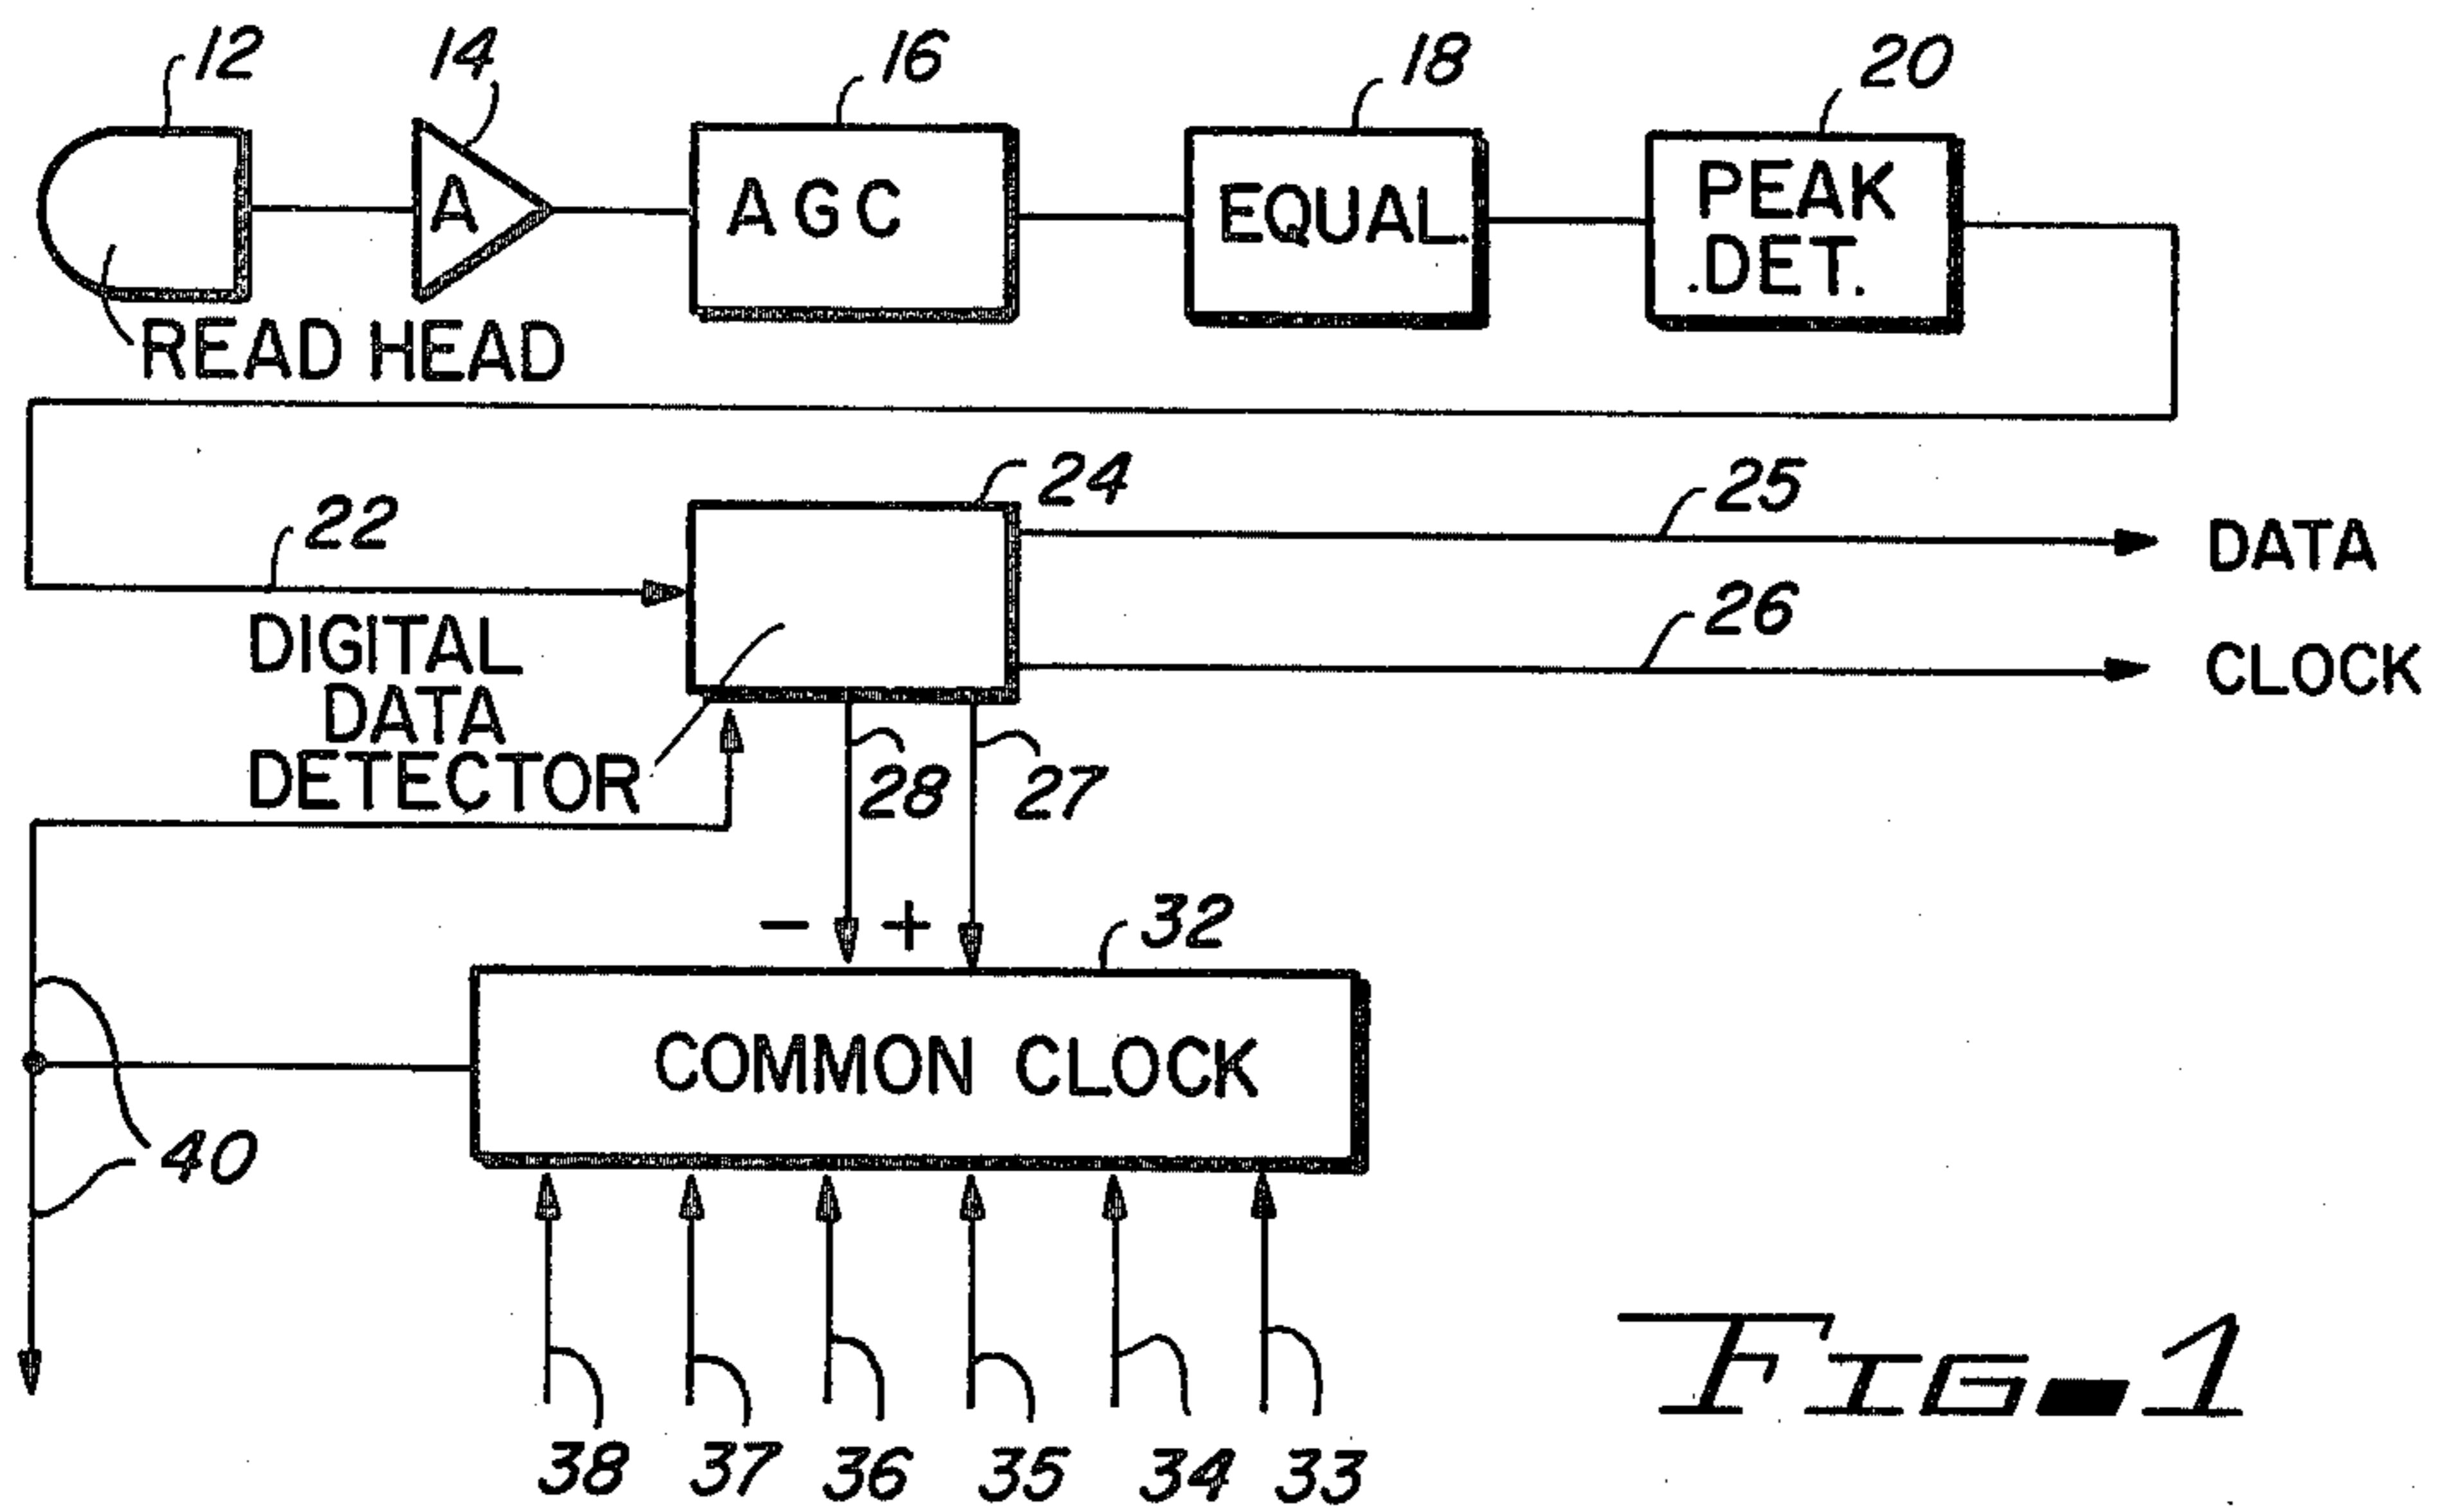 12
14
16
18
20
A
AGC
EQUAL.
PEAK
DET.
READ HEAD
22
24
25
DATA
26
CLOCK
DIGITAL
DATA
DETECTOR
28
27
- +
32
COMMON CLOCK
40
38 37 36 35 34 33
FIG-1